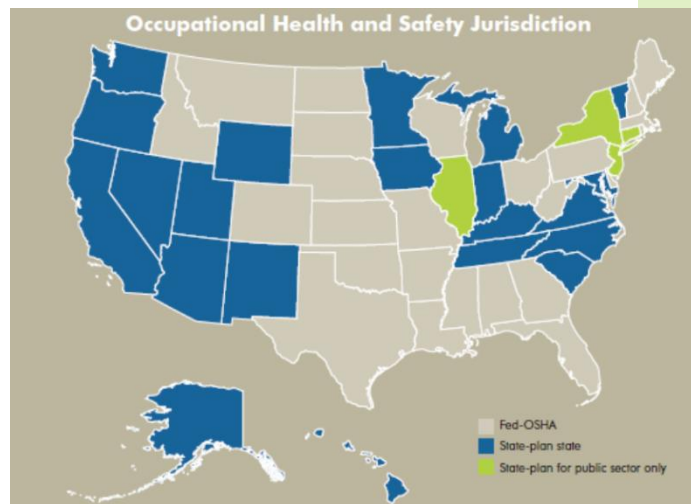 Occupational Health and Safety Jurisdiction
Fed-OSHA
State-plan state
State-plan for public sector only